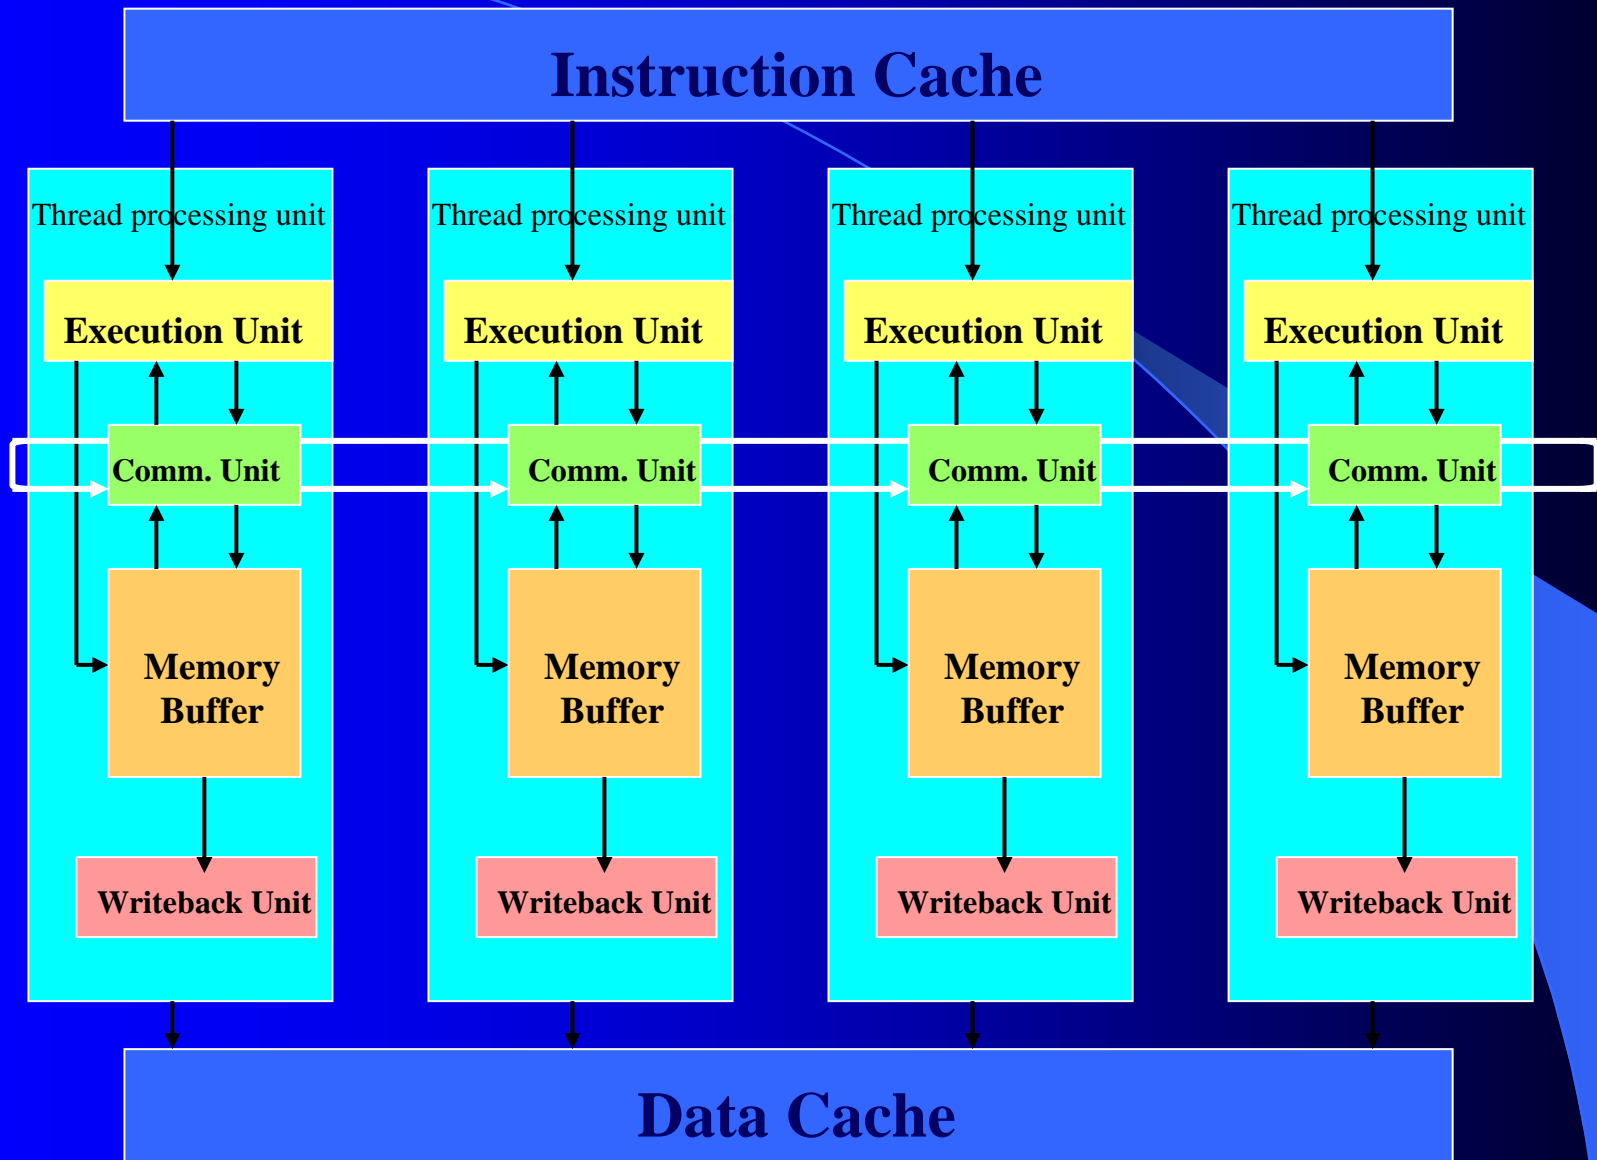 Instruction Cache
Thread processing unit
Thread processing unit
Thread processing unit
Thread processing unit
Execution Unit
Execution Unit
Execution Unit
Execution Unit
Comm. Unit
Comm. Unit
Comm. Unit
Comm. Unit
Memory
Buffer
Memory
Buffer
Memory
Buffer
Memory
Buffer
Writeback Unit
Writeback Unit
Writeback Unit
Writeback Unit
Data Cache